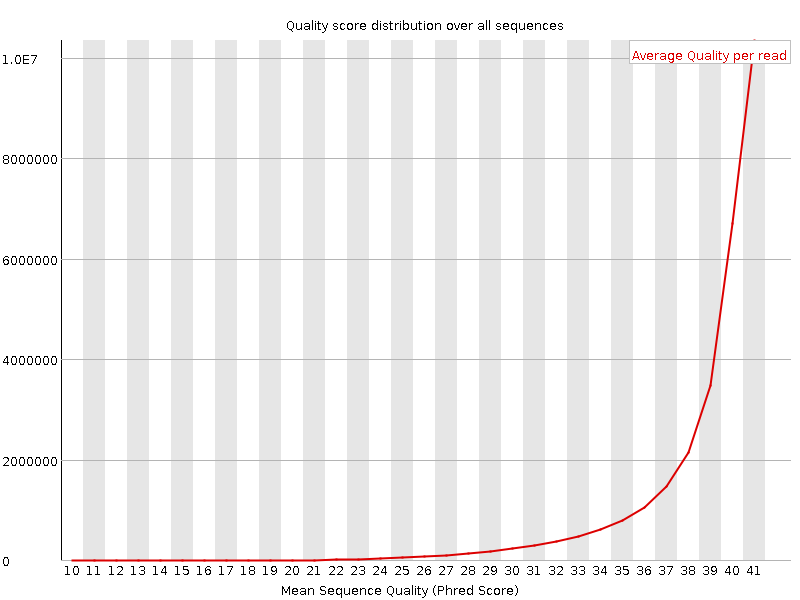 Quality score distribution over all sequences
Average Quality per read
1.0E7
8000000
6000000
4000000
2000000
0
10 11 12 13 14 15 16 17 18 19 20 21 22 23 24 25 26 27 28 29 30 31 32 33 34 35 36 37 38 39 40 41
Mean Sequence Quality (Phred Score)